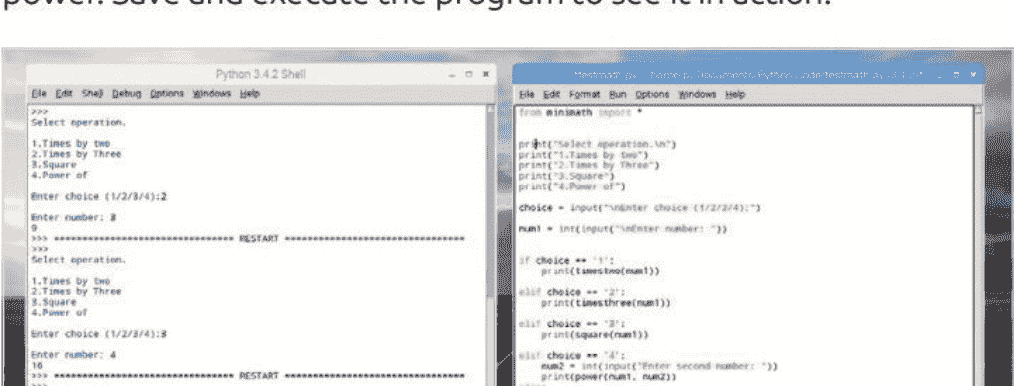 power. Save and execute the program to see it in action.
Python 3.4.2 Shell
File Edit Shell Debug Options Windows Help
>>>
Select operation.
1.Times by two
2.Times by Three
3.Square
4.Power of
Enter choice (1/2/3/4):2
Enter number: 3
9
>>> ================================ RESTART ================================
>>>
Select operation.
1.Times by two
2.Times by Three
3.Square
4.Power of
Enter choice (1/2/3/4):3
Enter number: 4
16
>>> ================================ RESTART ================================
>>>
File Edit Format Run Options Windows Help
from minimath import *
print("Select operation.\n")
print("1.Times by two")
print("2.Times by Three")
print("3.Square")
print("4.Power of")
choice = input("\nEnter choice (1/2/3/4):")
num1 = int(input("\nEnter number: "))
if choice == '1':
print(timestwo(num1))
elif choice == '2':
print(timesthree(num1))
elif choice == '3':
print(square(num1))
elif choice == '4':
num2 = int(input("Enter second number: "))
print(power(num1, num2))